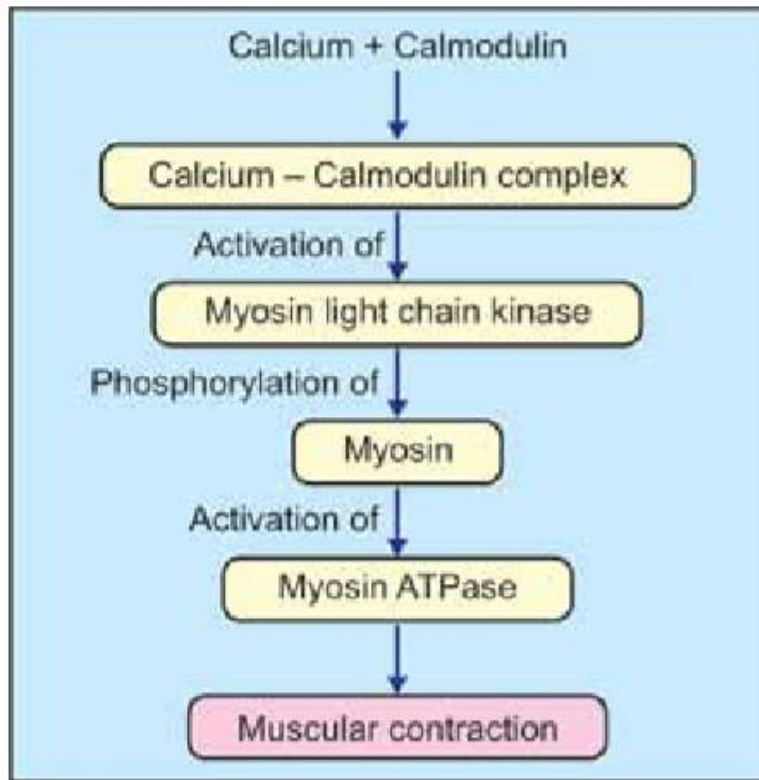 Calcium + Calmodulin
Calcium – Calmodulin complex
Activation of
Myosin light chain kinase
Phosphorylation of
Myosin
Activation of
Myosin ATPase
Muscular contraction